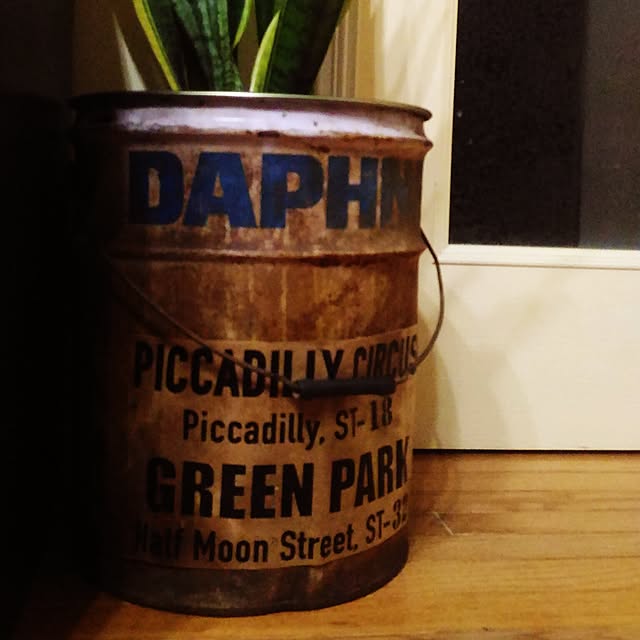 DAPHN
PICCADILLY CIRCUS
Piccadilly, ST-18
GREEN PARK
Half Moon Street, ST-32